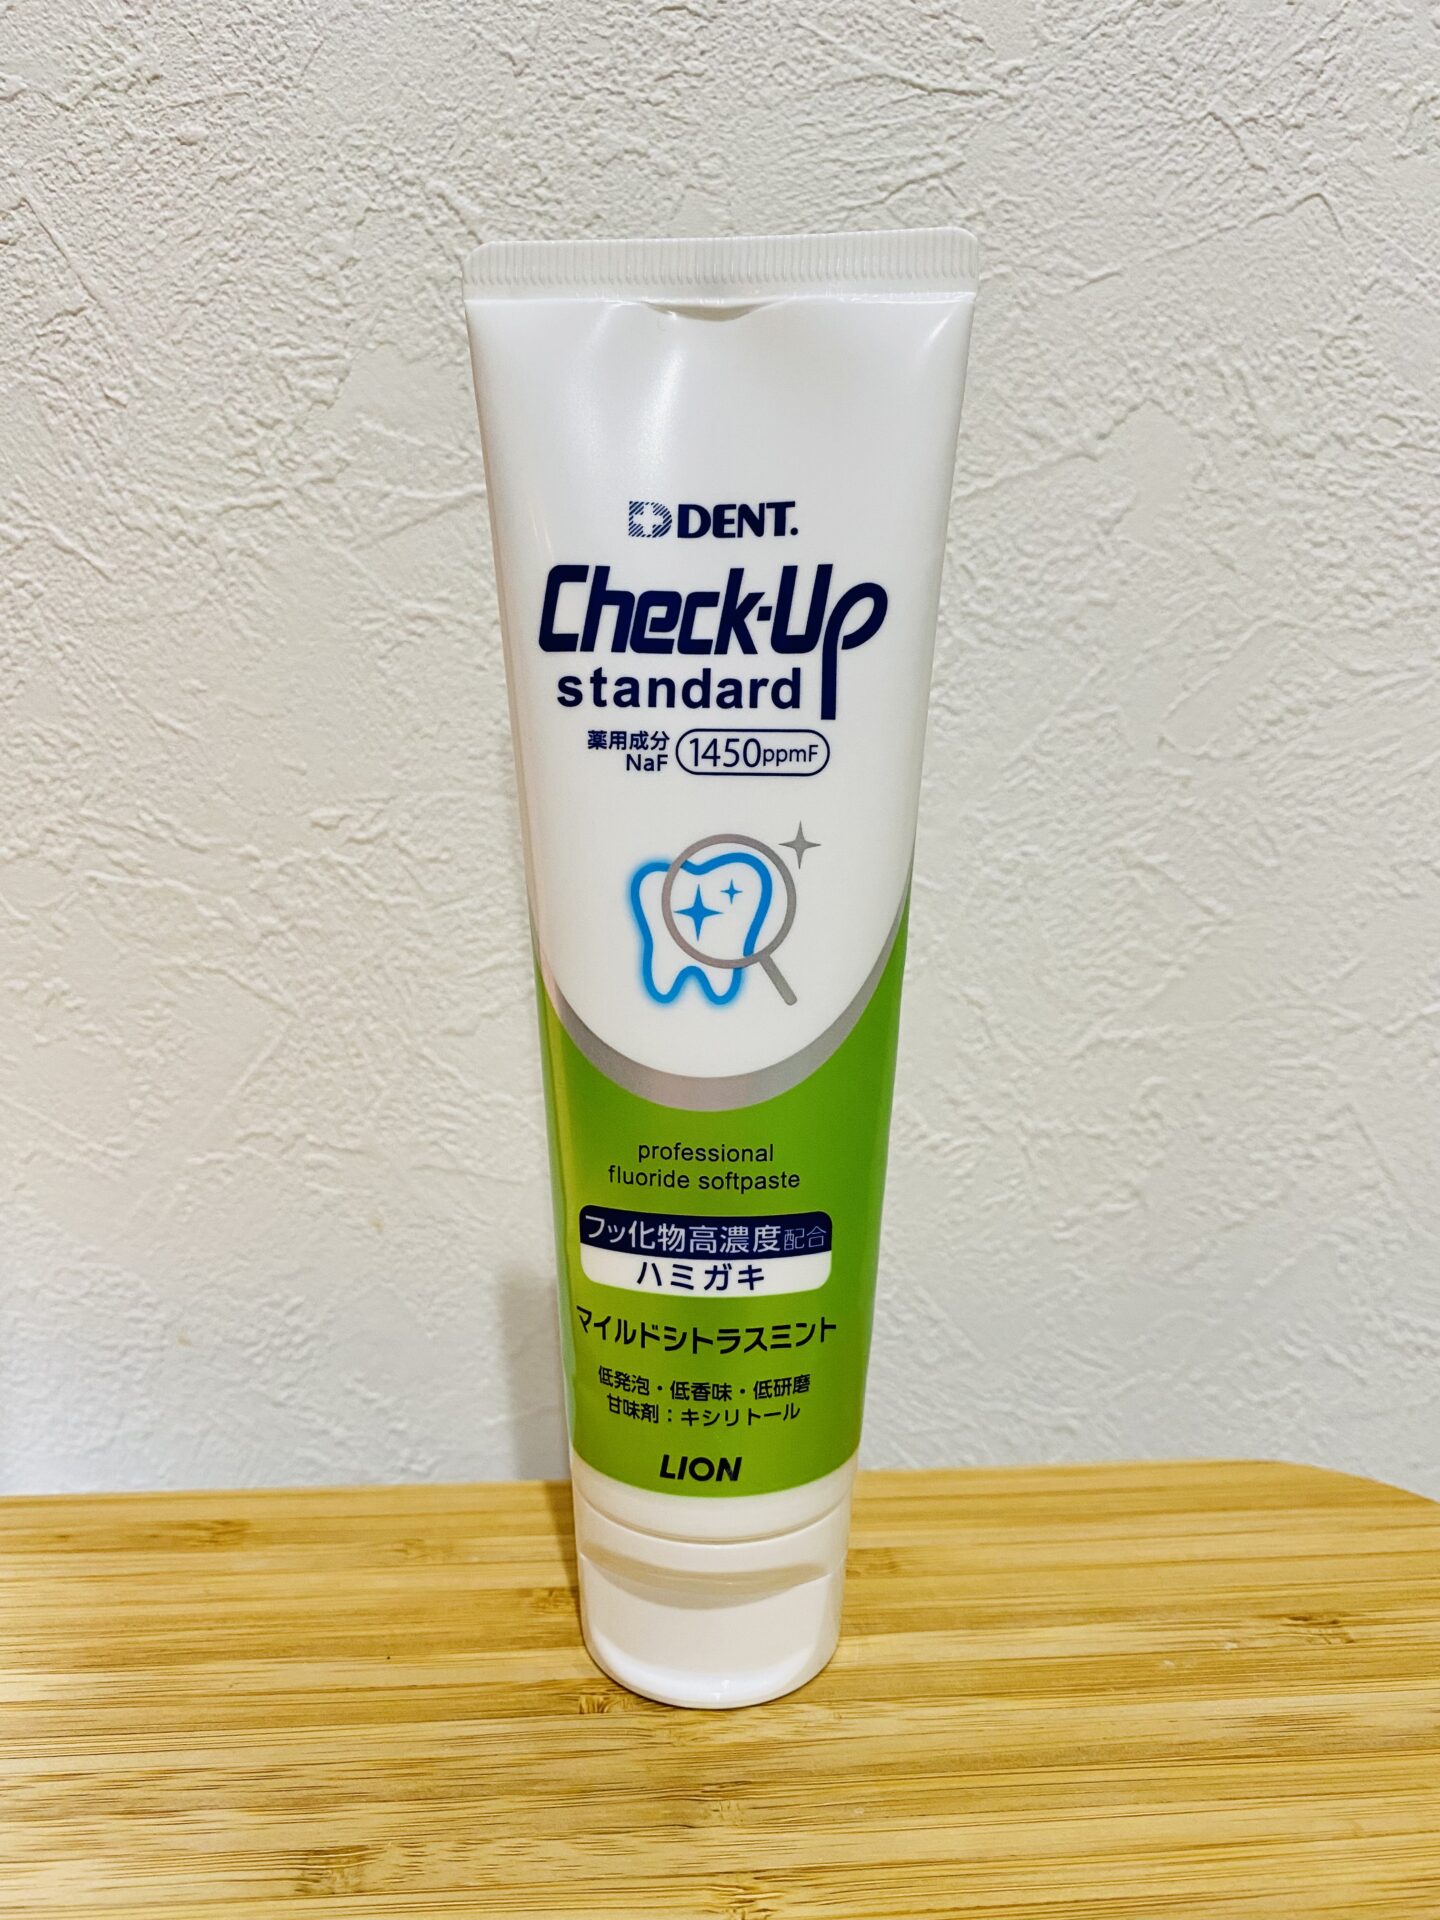 DENT.
Check-Up
standard
薬用成分
NaF 1450ppmF
professional
fluoride softpaste
フッ化物高濃度配合
ハミガキ
マイルドシトラスミント
低発泡・低香味・低研磨
甘味剤：キシリトール
LION